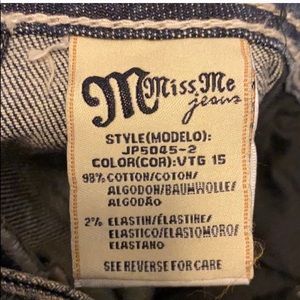 M Miss Me
jeans
STYLE(MODELO):
JP5045-2
COLOR(COR):VTG 15
98% COTTON/COTON/
ALGODON/BAUMWOLLE/
ALGODÃO
2% ELASTIN/ÉLASTINE/
ELASTICO/ELASTOMORO/
ELASTANO
SEE REVERSE FOR CARE